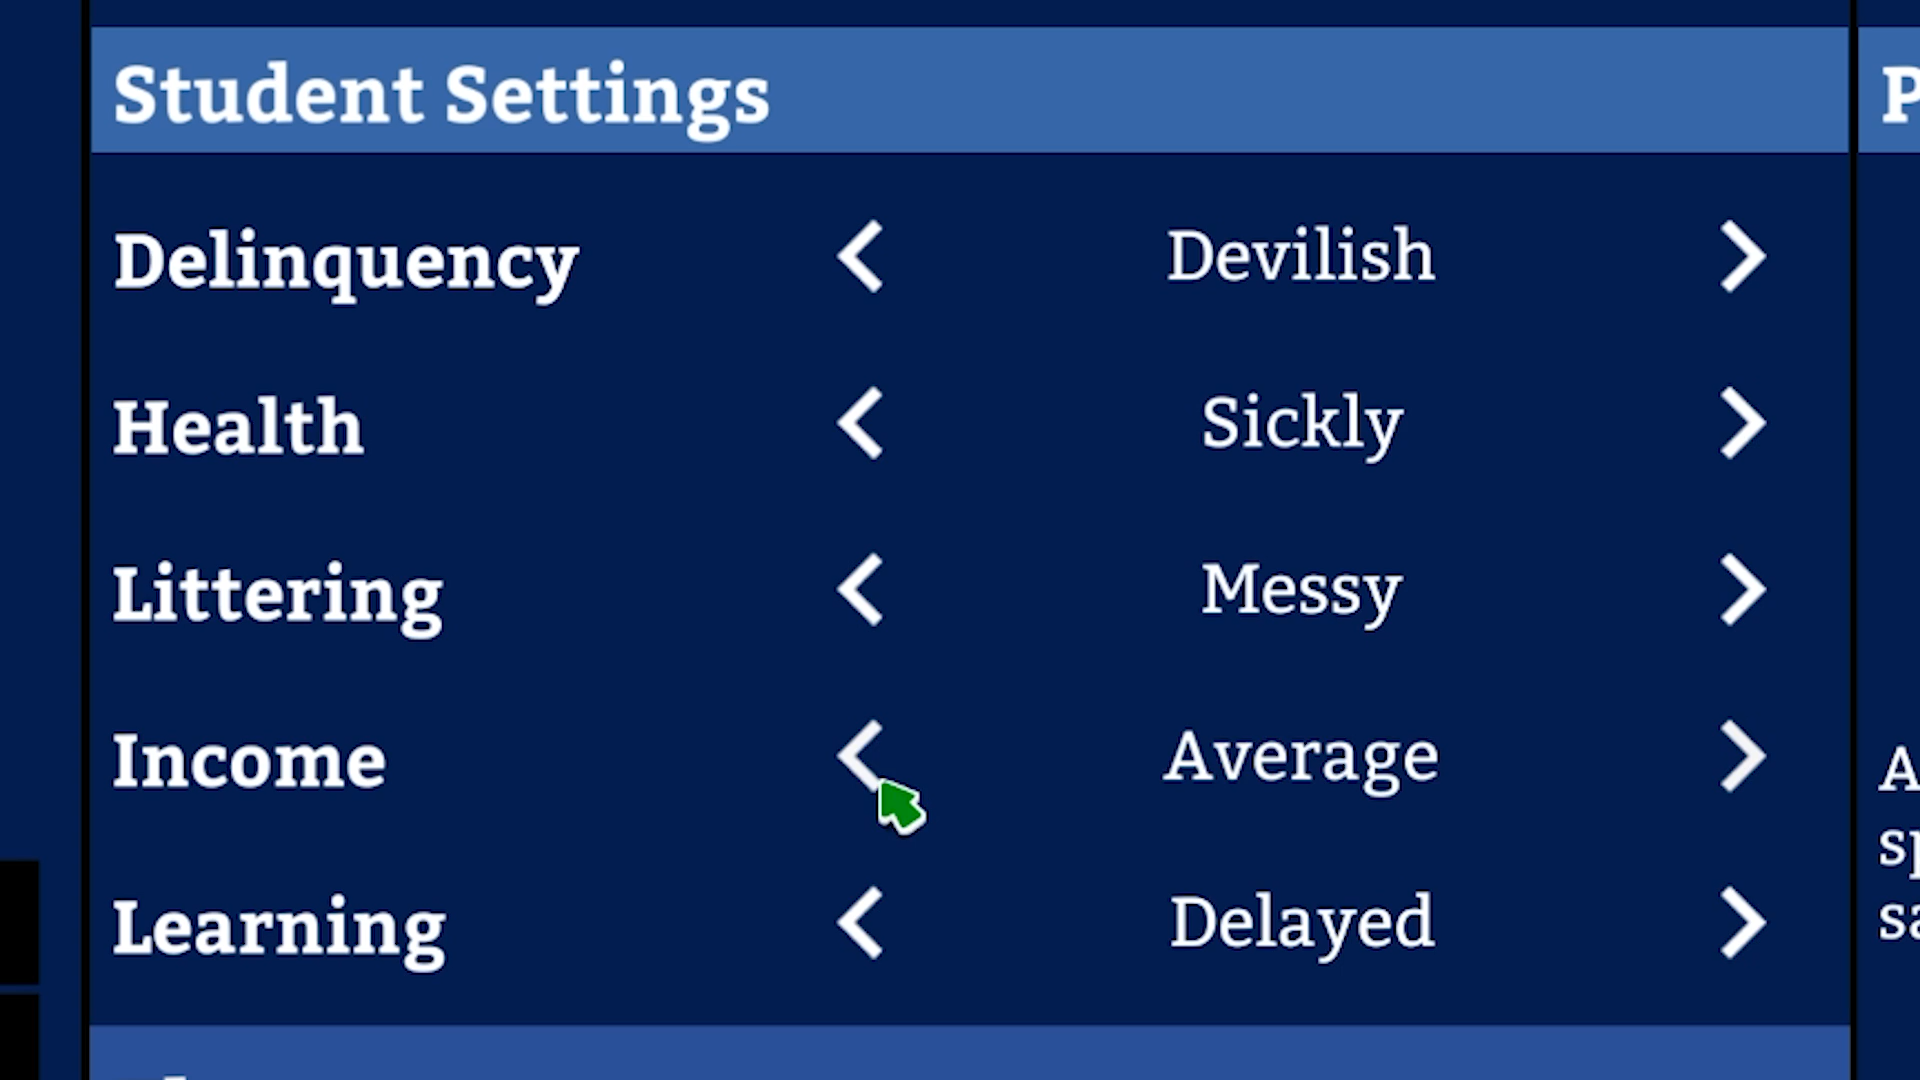 Student Settings
Delinquency Devilish
Health Sickly
Littering Messy
Income Average
Learning Delayed